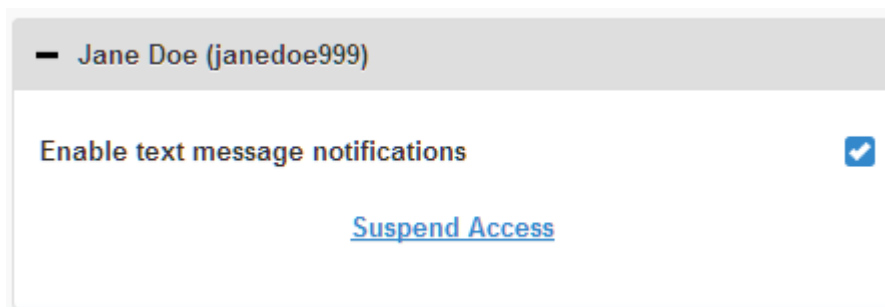 Jane Doe (janedoe999)
Enable text message notifications
Suspend Access